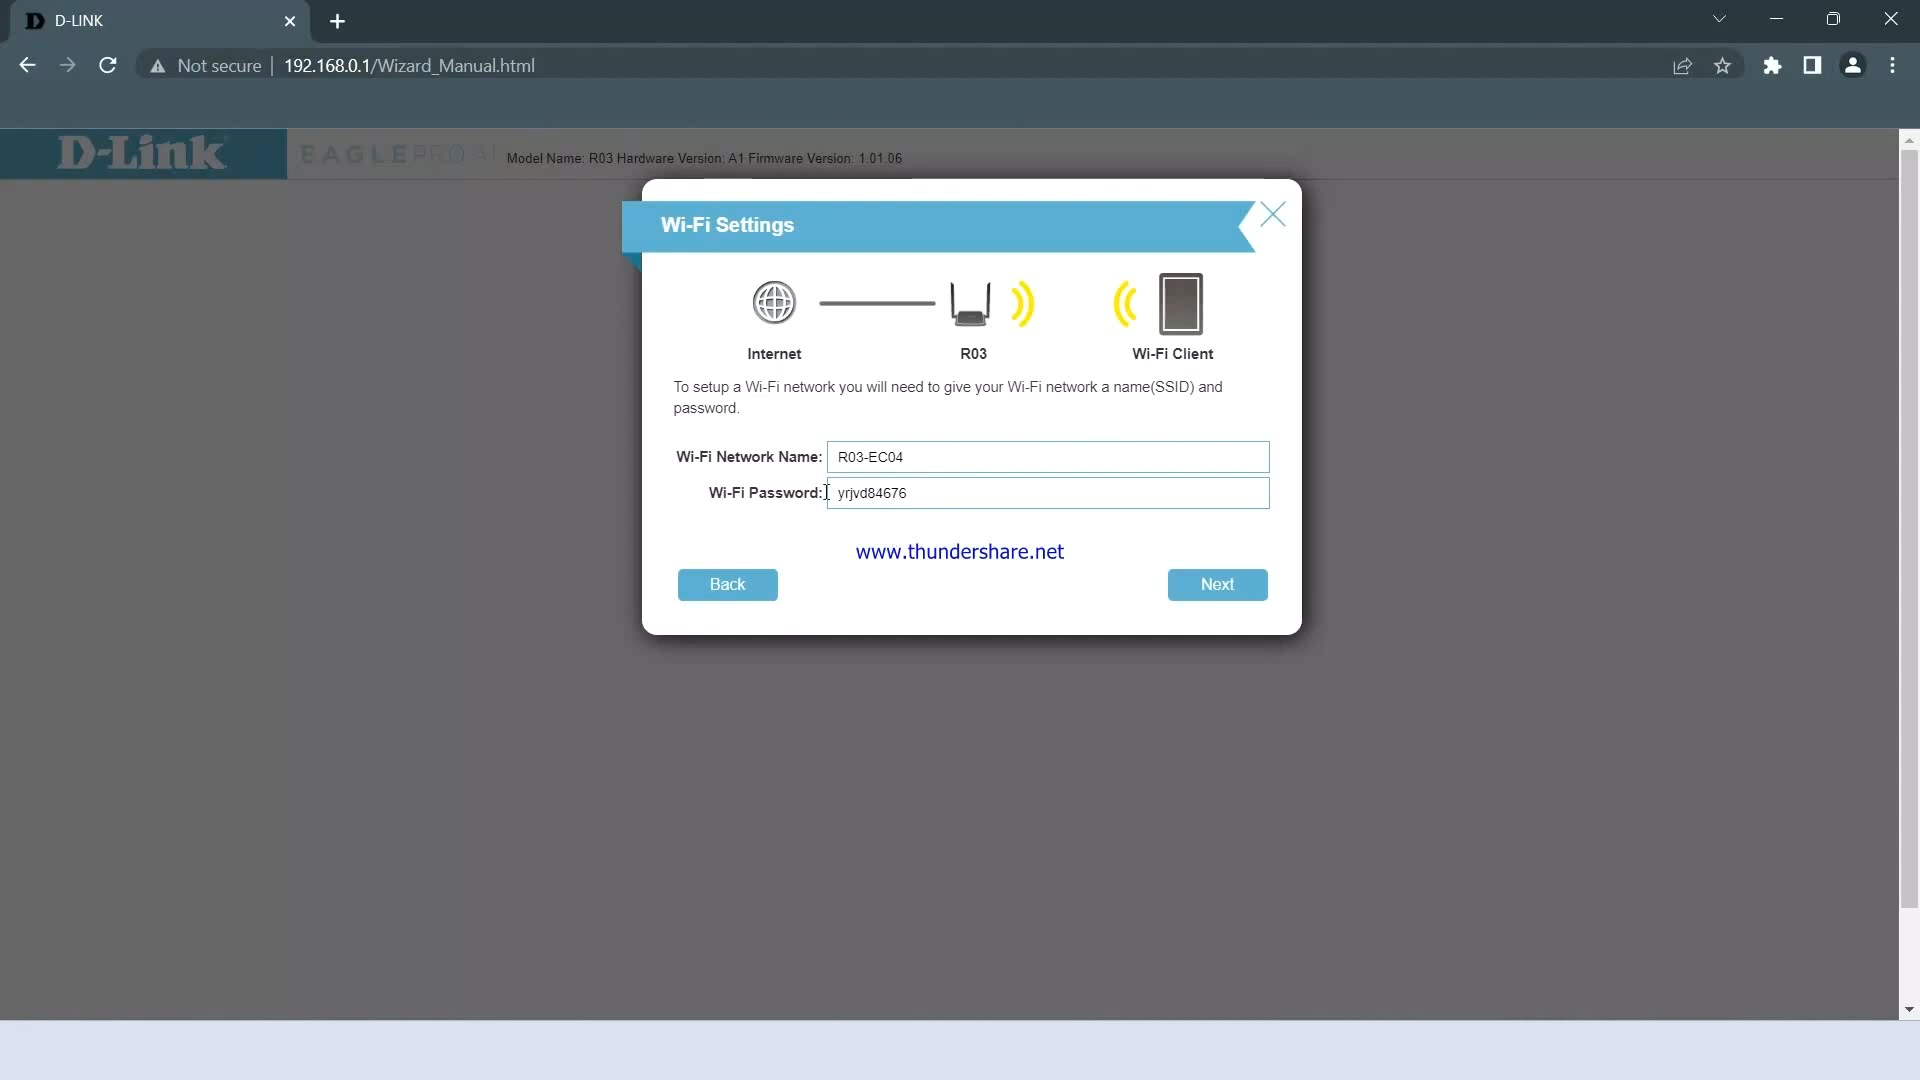 D-LINK
Not secure
192.168.0.1/Wizard_Manual.html
D-Link
EAGLE PRO AI
Model Name: R03 Hardware Version: A1 Firmware Version: 1.01.06
Wi-Fi Settings
Internet
R03
Wi-Fi Client
To setup a Wi-Fi network you will need to give your Wi-Fi network a name(SSID) and
password.
Wi-Fi Network Name: R03-EC04
Wi-Fi Password: yrjvd84676
www.thundershare.net
Back
Next